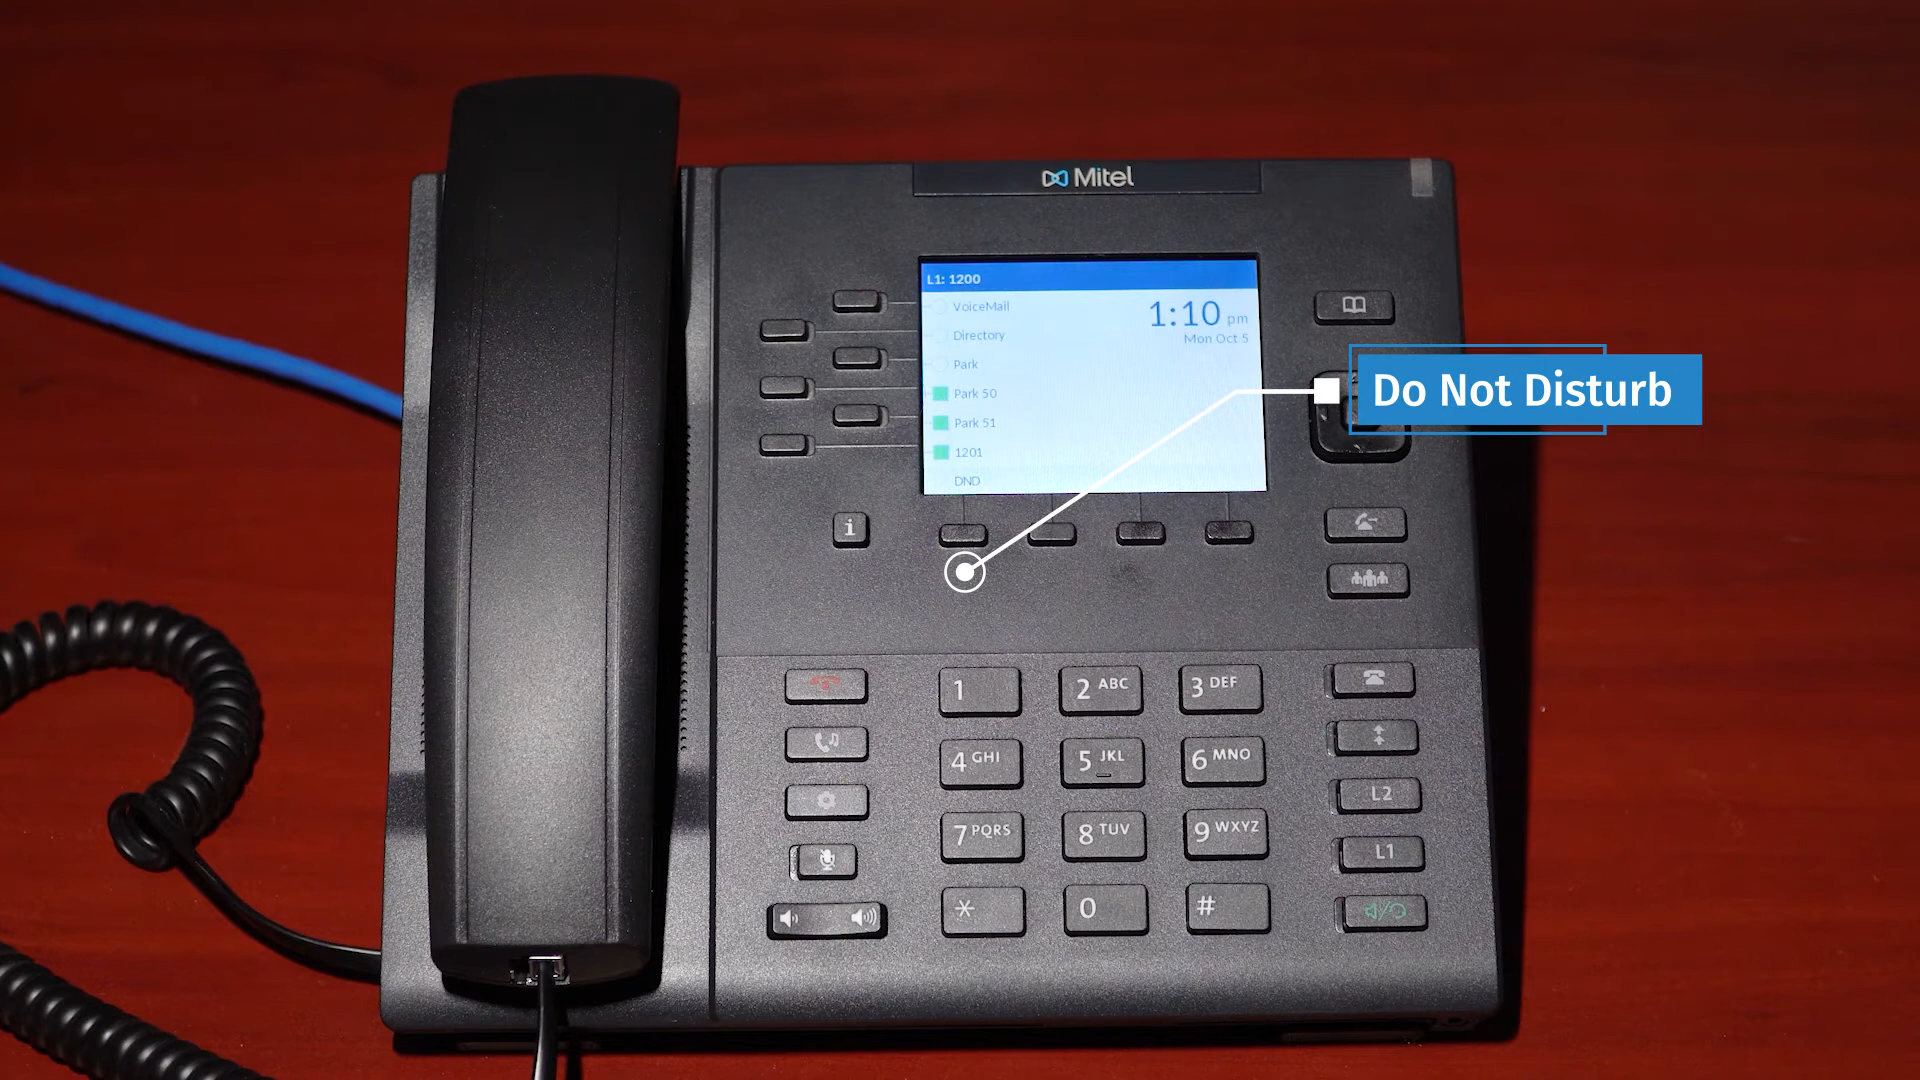 Mitel
L1: 1200
VoiceMail
1:10 pm
Directory
Mon Oct 5
Park
Park 50
Park 51
1201
DND
Do Not Disturb
i
1
2 ABC
3 DEF
4 GHI
5 JKL
6 MNO
7 PQRS
8 TUV
9 WXYZ
* 0 #
L2
L1